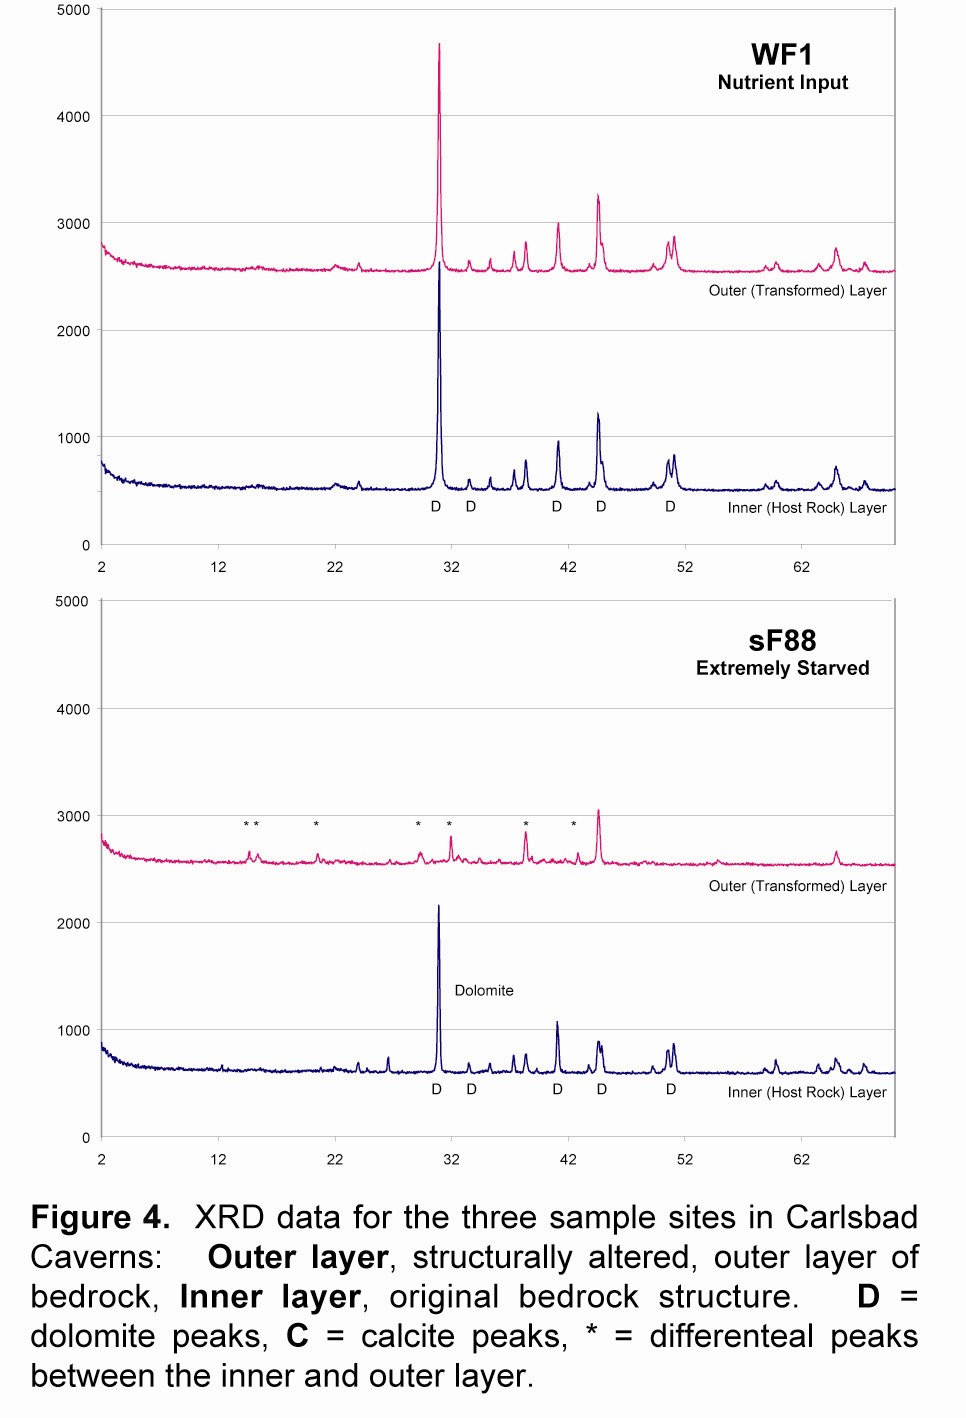 5000
WF1
Nutrient Input
4000
3000
Outer (Transformed) Layer
2000
1000
D D D D D Inner (Host Rock) Layer
0
2 12 22 32 42 52 62
5000
sF88
Extremely Starved
4000
3000
* * * * * * *
Outer (Transformed) Layer
2000
Dolomite
1000
D D D D D Inner (Host Rock) Layer
0
2 12 22 32 42 52 62
Figure 4. XRD data for the three sample sites in Carlsbad
Caverns: Outer layer, structurally altered, outer layer of
bedrock, Inner layer, original bedrock structure. D =
dolomite peaks, C = calcite peaks, * = differenteal peaks
between the inner and outer layer.